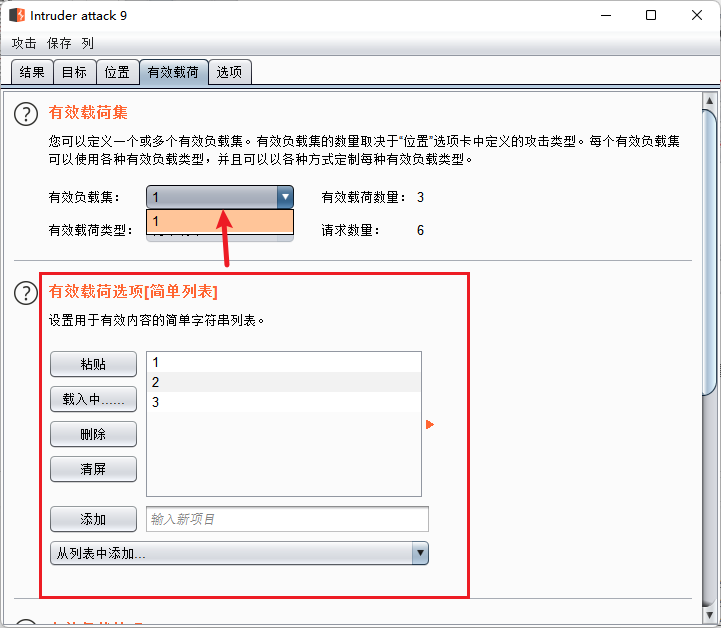 Intruder attack 9
攻击 保存 列
结果 目标 位置 有效载荷 选项
? 有效载荷集
您可以定义一个或多个有效负载集。有效负载集的数量取决于“位置”选项卡中定义的攻击类型。每个有效负载集
可以使用各种有效负载类型，并且可以以各种方式定制每种有效负载类型。
有效负载集： 1 有效载荷数量： 3
1
有效载荷类型： 请求数量： 6
? 有效载荷选项[简单列表]
设置用于有效内容的简单字符串列表。
粘贴 1
载入中...... 2
删除 3
清屏
添加 输入新项目
从列表中添加...